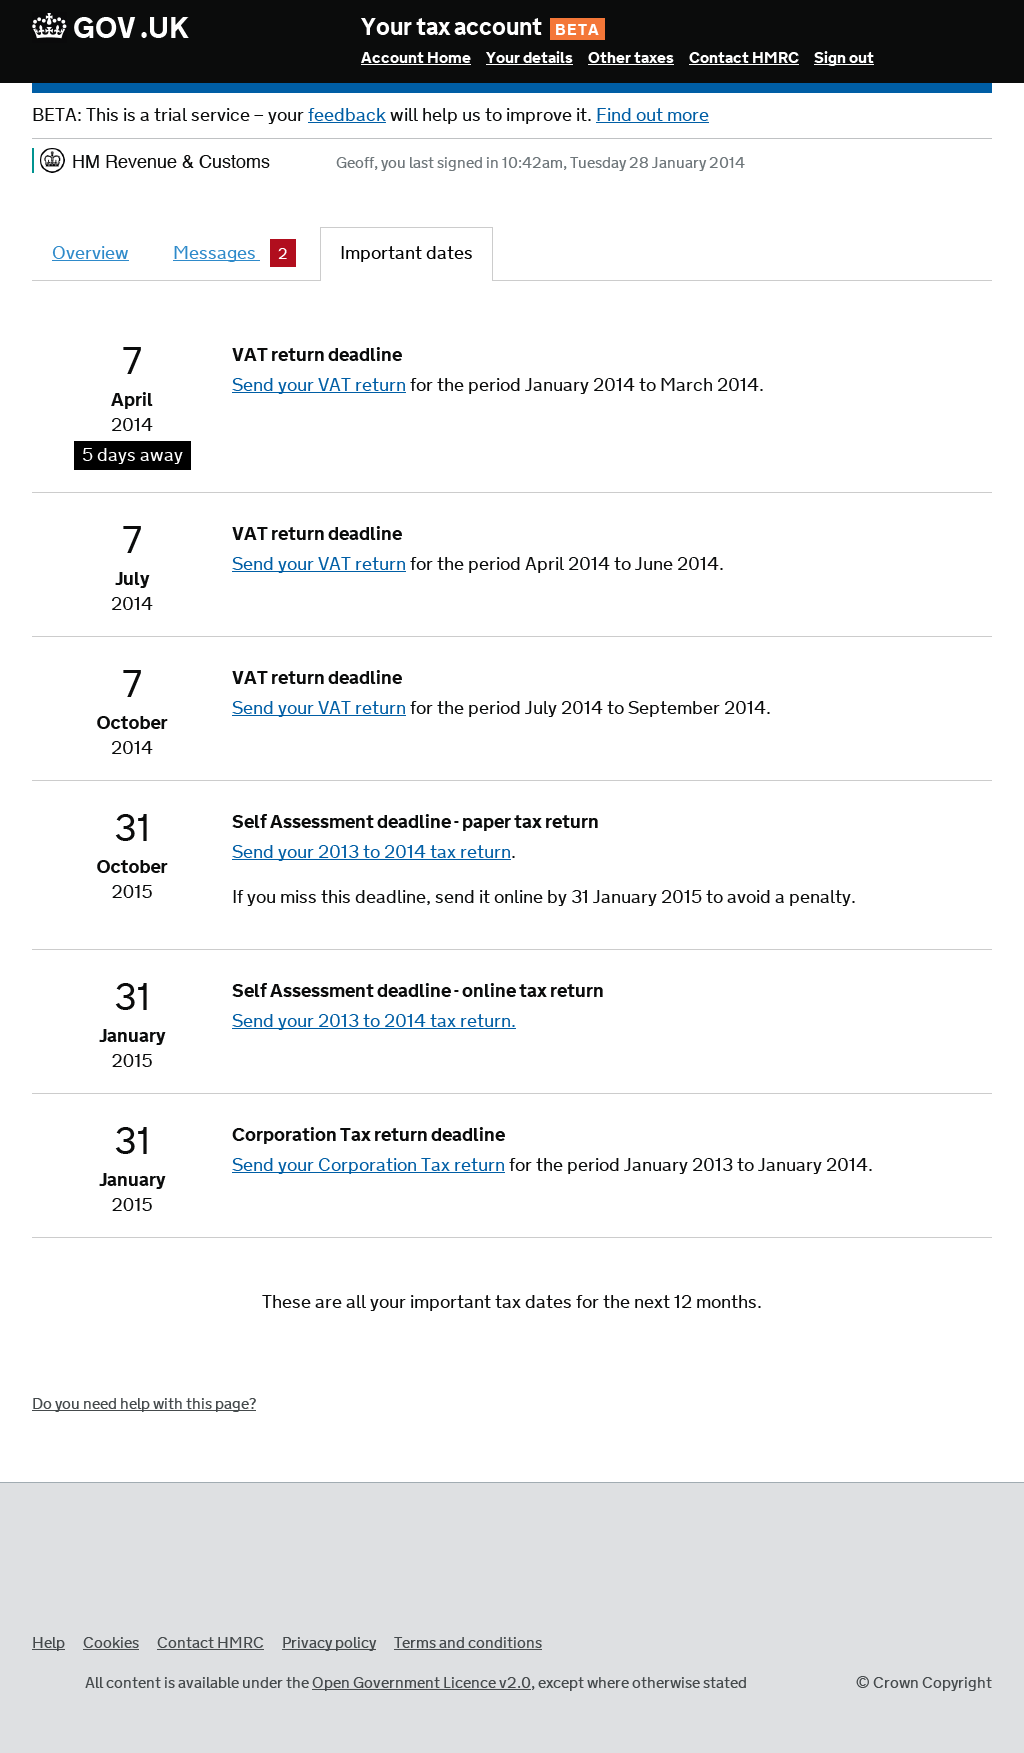 GOV.UK
Your tax account BETA
Account Home Your details Other taxes Contact HMRC Sign out
BETA: This is a trial service – your feedback will help us to improve it. Find out more
HM Revenue & Customs
Geoff, you last signed in 10:42am, Tuesday 28 January 2014
Overview Messages 2 Important dates
7
April
2014
5 days away
VAT return deadline
Send your VAT return for the period January 2014 to March 2014.
7
July
2014
VAT return deadline
Send your VAT return for the period April 2014 to June 2014.
7
October
2014
VAT return deadline
Send your VAT return for the period July 2014 to September 2014.
31
October
2015
Self Assessment deadline - paper tax return
Send your 2013 to 2014 tax return.
If you miss this deadline, send it online by 31 January 2015 to avoid a penalty.
31
January
2015
Self Assessment deadline - online tax return
Send your 2013 to 2014 tax return.
31
January
2015
Corporation Tax return deadline
Send your Corporation Tax return for the period January 2013 to January 2014.
These are all your important tax dates for the next 12 months.
Do you need help with this page?
Help Cookies Contact HMRC Privacy policy Terms and conditions
All content is available under the Open Government Licence v2.0, except where otherwise stated
© Crown Copyright